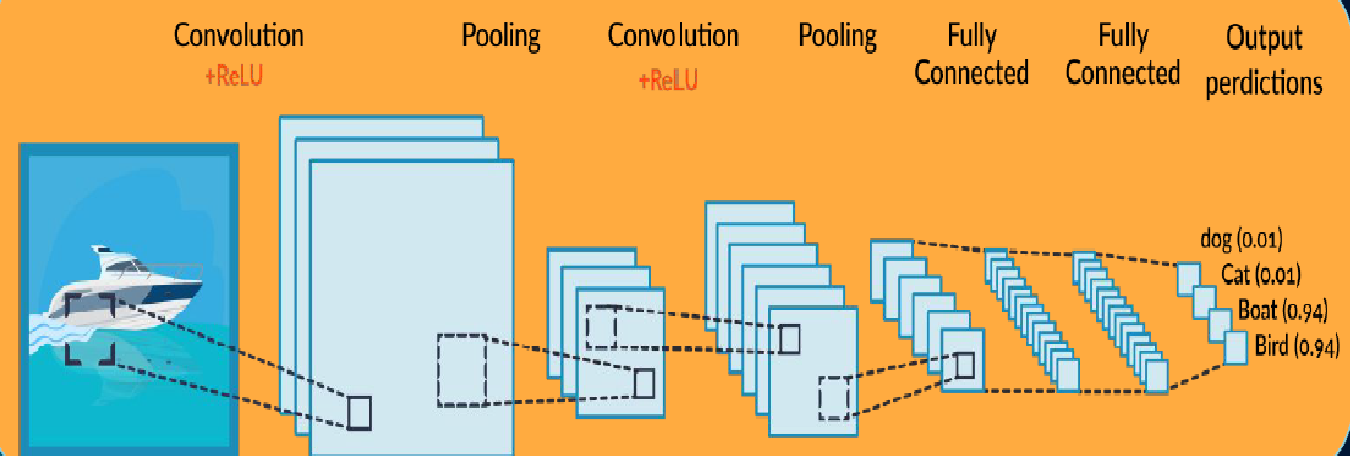 Convolution
+ReLU
Pooling
Convolution
+ReLU
Pooling
Fully
Connected
Fully
Connected
Output
perdictions
dog (0.01)
Cat (0.01)
Boat (0.94)
Bird (0.94)